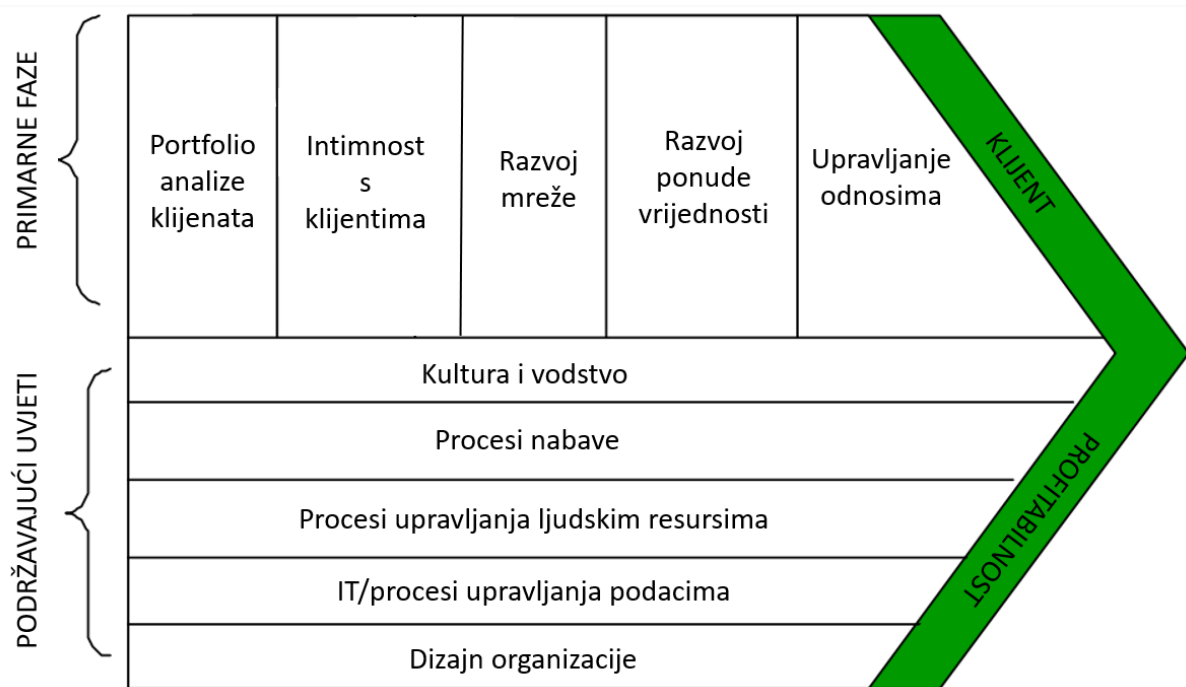 PRIMARNE FAZE
Portfolio
analize
klijenata
Intimnost
s
klijentima
Razvoj
mreže
Razvoj
ponude
vrijednosti
Upravljanje
odnosima
KLIJENT
PODRŽAVAJUĆI UVJETI
Kultura i vodstvo
Procesi nabave
Procesi upravljanja ljudskim resursima
IT/procesi upravljanja podacima
Dizajn organizacije
PROFITABILNOST